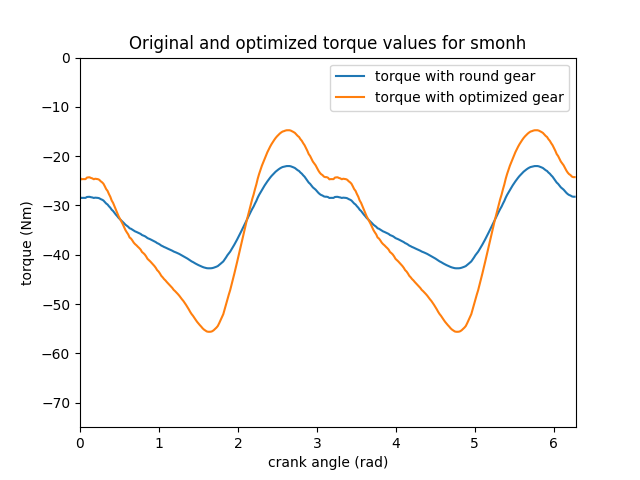 Original and optimized torque values for smonh
torque with round gear
torque with optimized gear
0
−10
−20
−30
−40
−50
−60
−70
torque (Nm)
0 1 2 3 4 5 6
crank angle (rad)